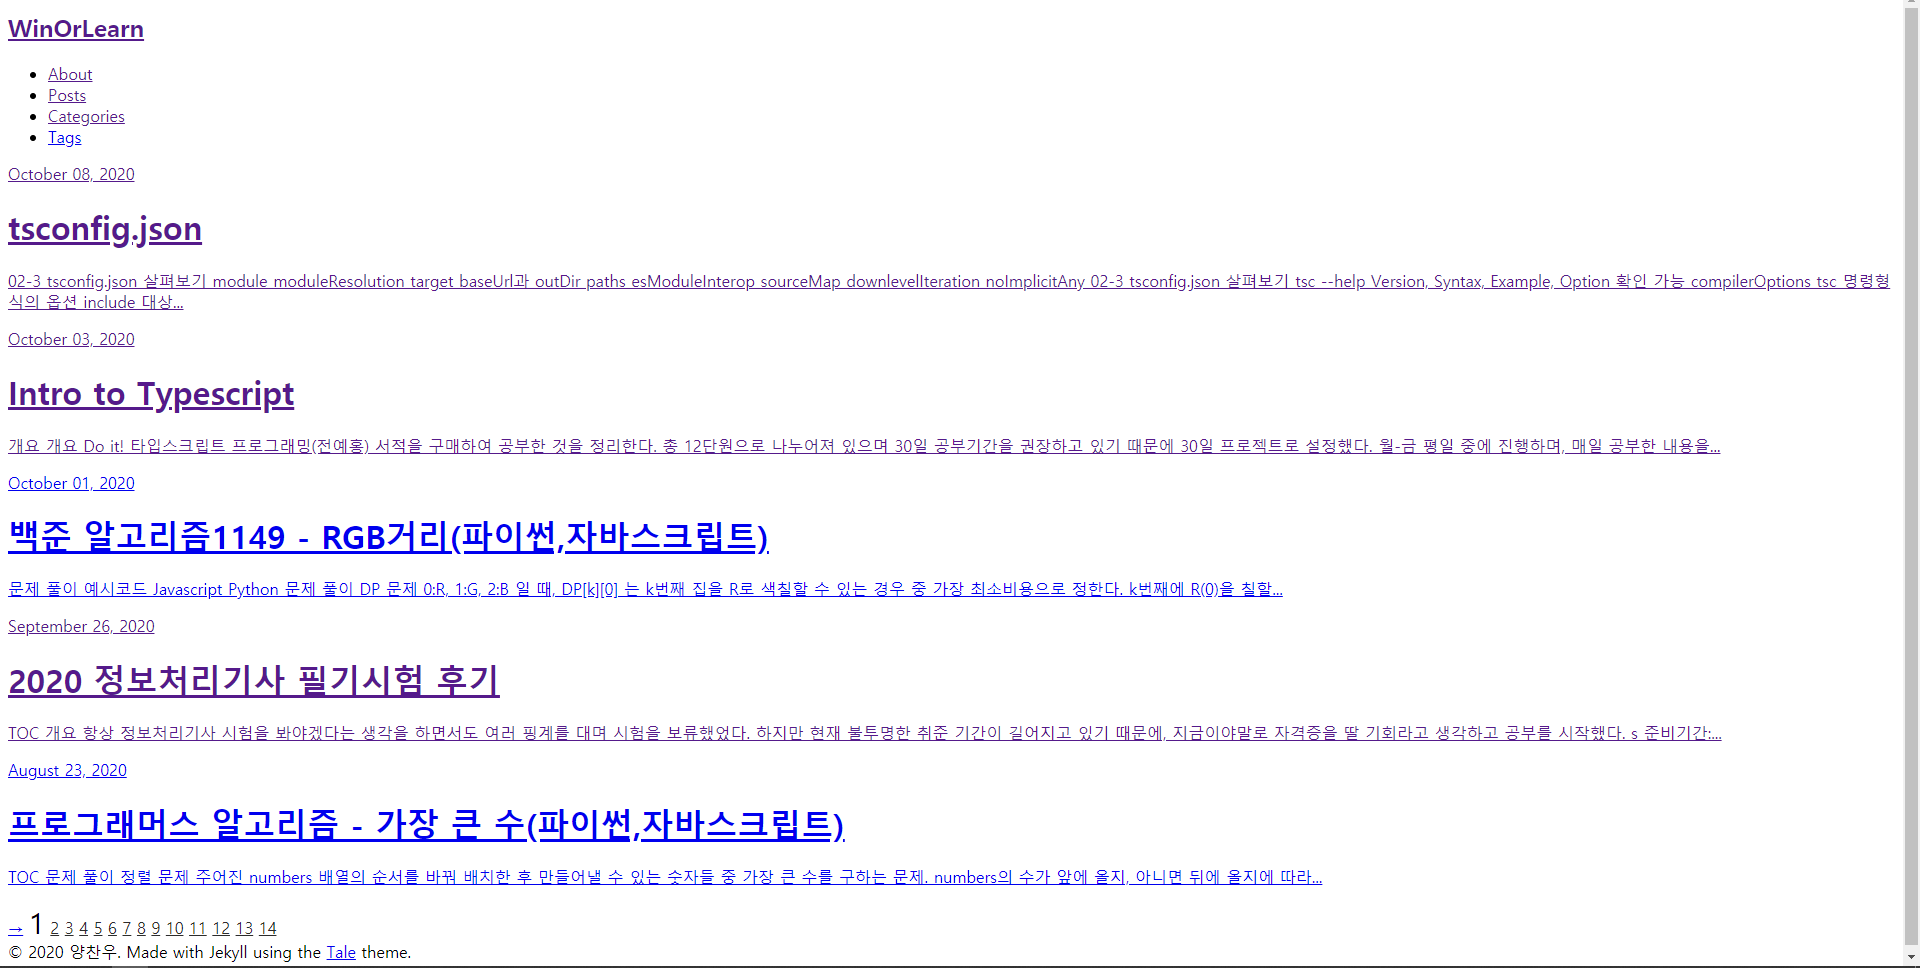 WinOrLearn
About
Posts
Categories
Tags
October 08, 2020
tsconfig.json
02-3 tsconfig.json 살펴보기 module moduleResolution target baseUrl과 outDir paths esModuleInterop sourceMap downlevelIteration noImplicitAny 02-3 tsconfig.json 살펴보기 tsc --help Version, Syntax, Example, Option 확인 가능 compilerOptions tsc 명령형
식의 옵션 include 대상...
October 03, 2020
Intro to Typescript
개요 개요 Do it! 타입스크립트 프로그래밍(전예홍) 서적을 구매하여 공부한 것을 정리한다. 총 12단원으로 나누어져 있으며 30일 공부기간을 권장하고 있기 때문에 30일 프로젝트로 설정했다. 월-금 평일 중에 진행하며, 매일 공부한 내용을...
October 01, 2020
백준 알고리즘1149 - RGB거리(파이썬,자바스크립트)
문제 풀이 예시코드 Javascript Python 문제 풀이 DP 문제 0:R, 1:G, 2:B 일 때, DP[k][0] 는 k번째 집을 R로 색칠할 수 있는 경우 중 가장 최소비용으로 정한다. k번째에 R(0)을 칠할...
September 26, 2020
2020 정보처리기사 필기시험 후기
TOC 개요 항상 정보처리기사 시험을 봐야겠다는 생각을 하면서도 여러 핑계를 대며 시험을 보류했었다. 하지만 현재 불투명한 취준 기간이 길어지고 있기 때문에, 지금이야말로 자격증을 딸 기회라고 생각하고 공부를 시작했다. s 준비기간:...
August 23, 2020
프로그래머스 알고리즘 - 가장 큰 수(파이썬,자바스크립트)
TOC 문제 풀이 정렬 문제 주어진 numbers 배열의 순서를 바꿔 배치한 후 만들어낼 수 있는 숫자들 중 가장 큰 수를 구하는 문제. numbers의 수가 앞에 올지, 아니면 뒤에 올지에 따라...
→ 1 2 3 4 5 6 7 8 9 10 11 12 13 14
© 2020 양찬우. Made with Jekyll using the Tale theme.